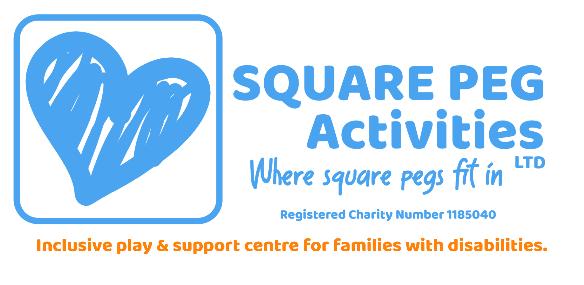 SQUARE PEG
Activities
LTD
Where square pegs fit in
Registered Charity Number 1185040
Inclusive play & support centre for families with disabilities.